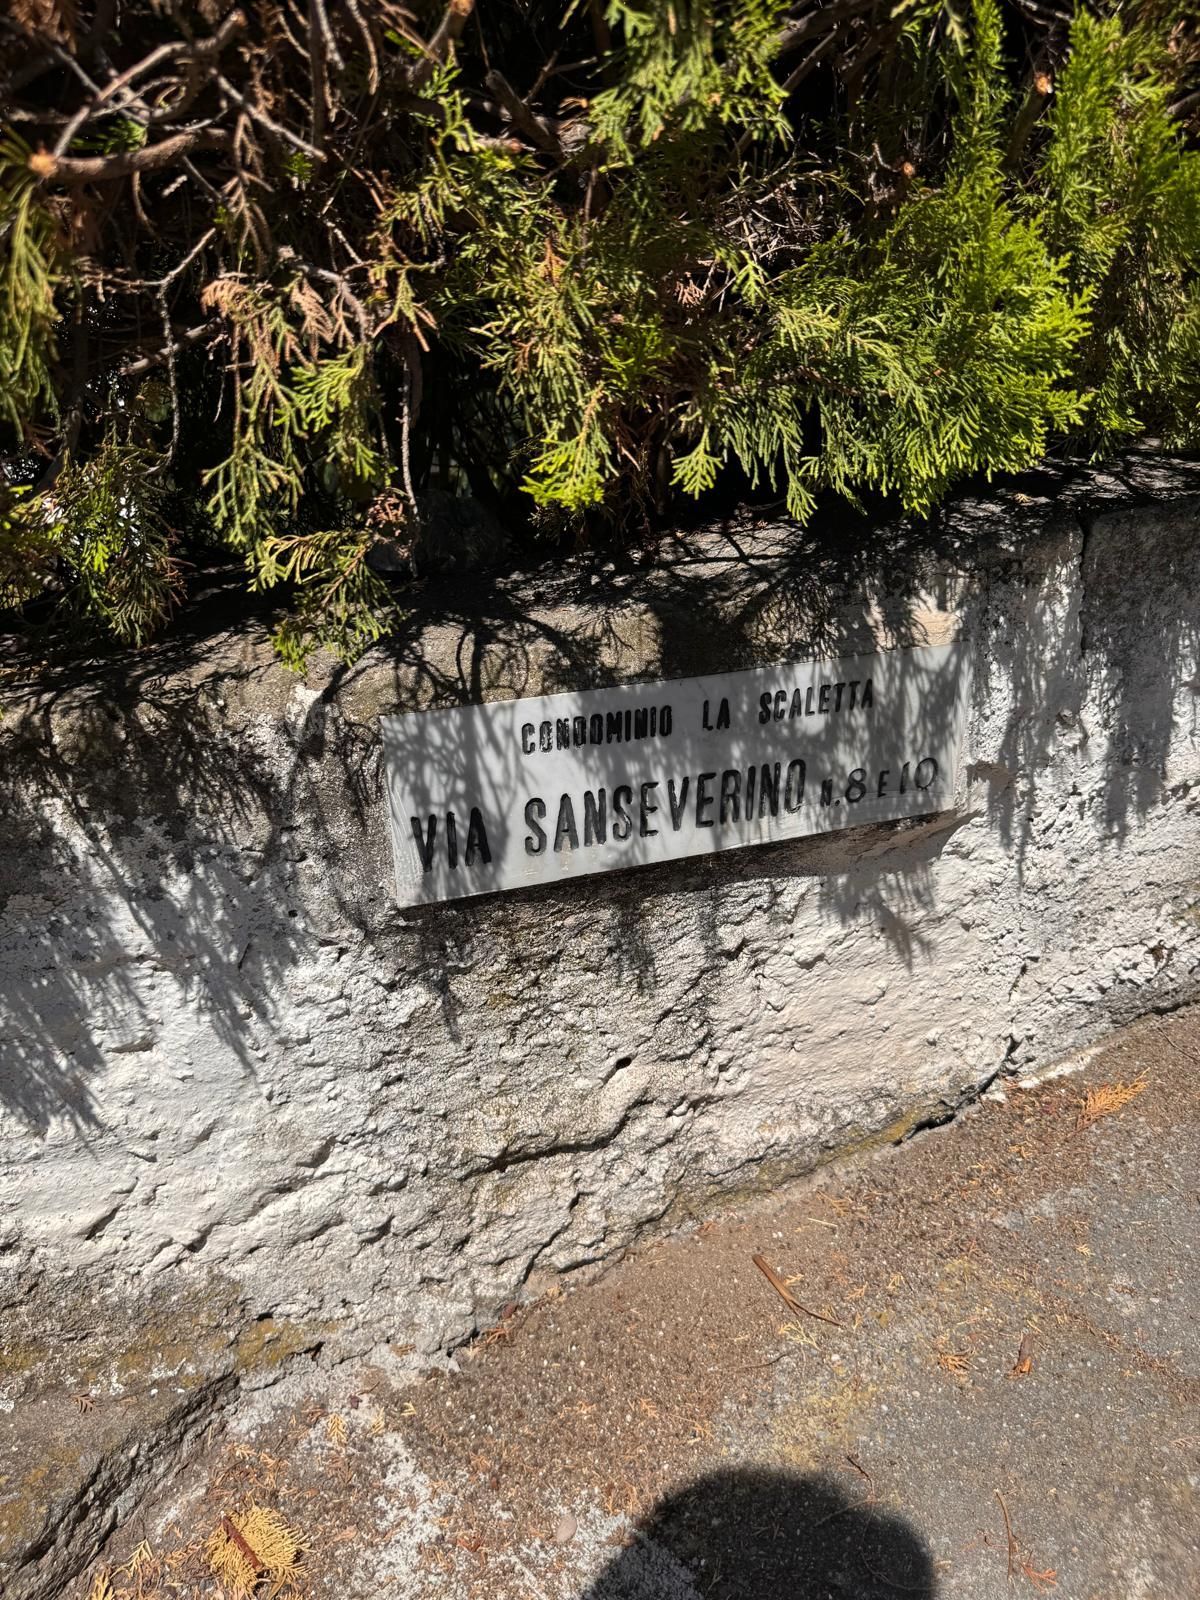 CONDOMINIO LA SCALETTA
VIA SANSEVERINO N.8 E 10